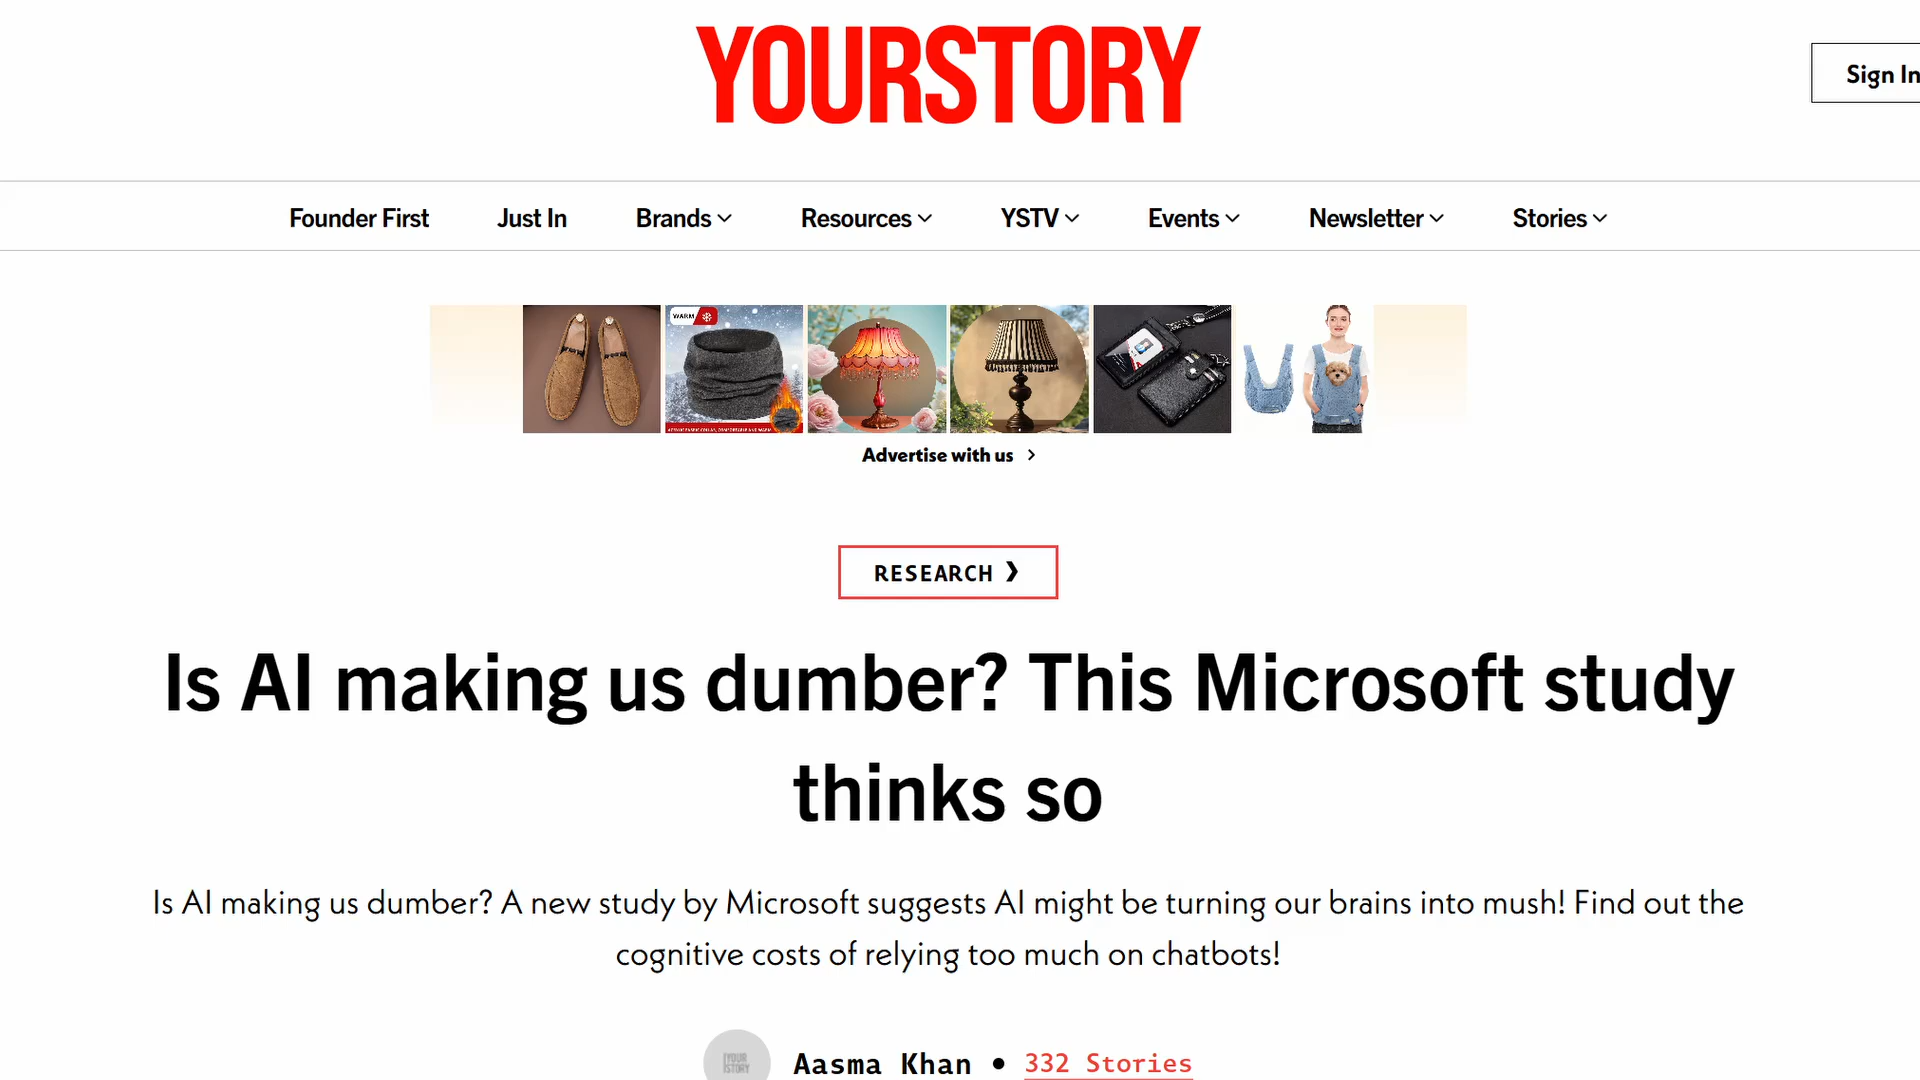 YOURSTORY
Sign In
Founder First Just In Brands Resources YSTV Events Newsletter Stories
WARM
Advertise with us
RESEARCH
Is AI making us dumber? This Microsoft study
thinks so
Is AI making us dumber? A new study by Microsoft suggests AI might be turning our brains into mush! Find out the
cognitive costs of relying too much on chatbots!
YOUR
STORY
Aasma Khan • 332 Stories